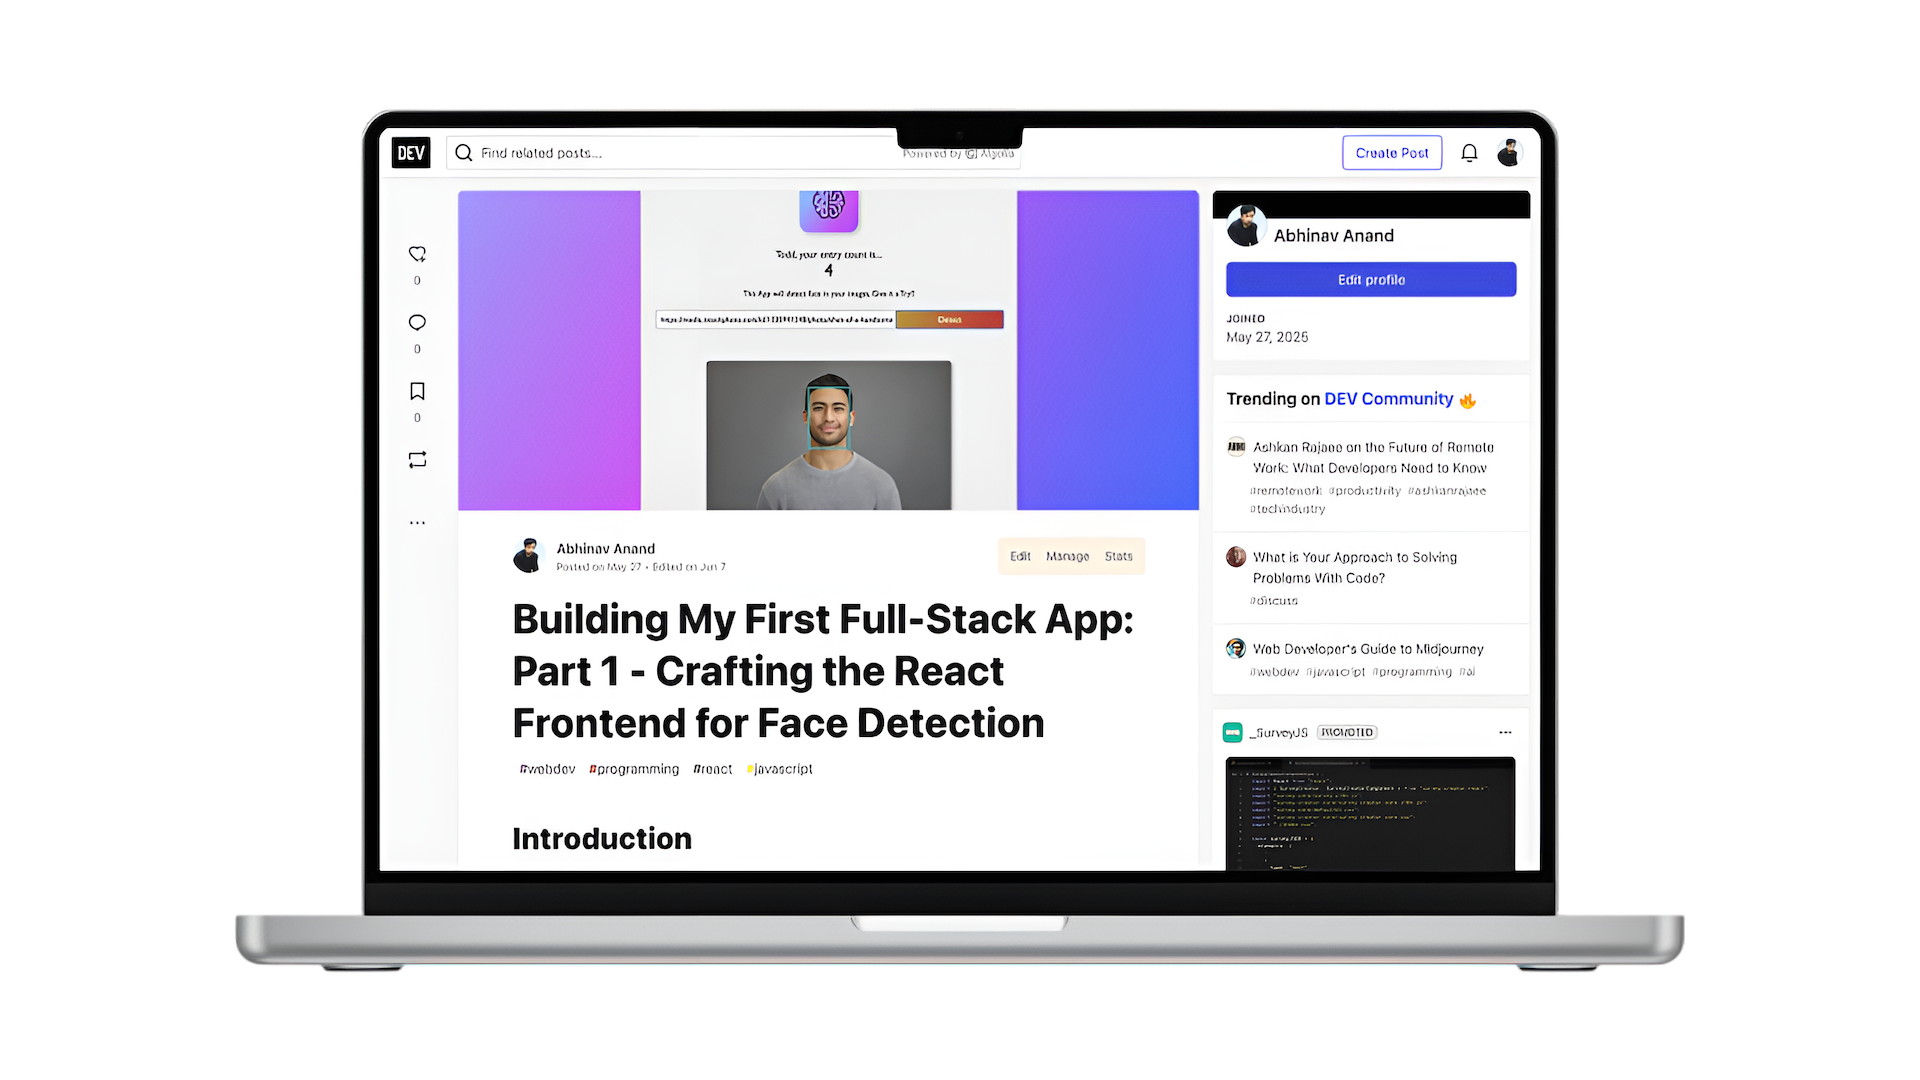 DEV
Find related posts...
Powered by Algolia
Create Post
your entry count is...
4
Detect
Abhinav Anand
Posted on May 27 • Edited on Jun 7
Edit Manage Stats
Building My First Full-Stack App:
Part 1 - Crafting the React
Frontend for Face Detection
#webdev #programming #react #javascript
Introduction
0
0
0
Abhinav Anand
Edit profile
JOINED
May 27, 2025
Trending on DEV Community 🔥
Ashkan Rajaee on the Future of Remote
Work: What Developers Need to Know
#remotework #productivity #ashkanrajaee
#techindustry
What is Your Approach to Solving
Problems With Code?
#discuss
Web Developer's Guide to Midjourney
#webdev #javascript #programming #ai
_SurveyJS PROMOTED